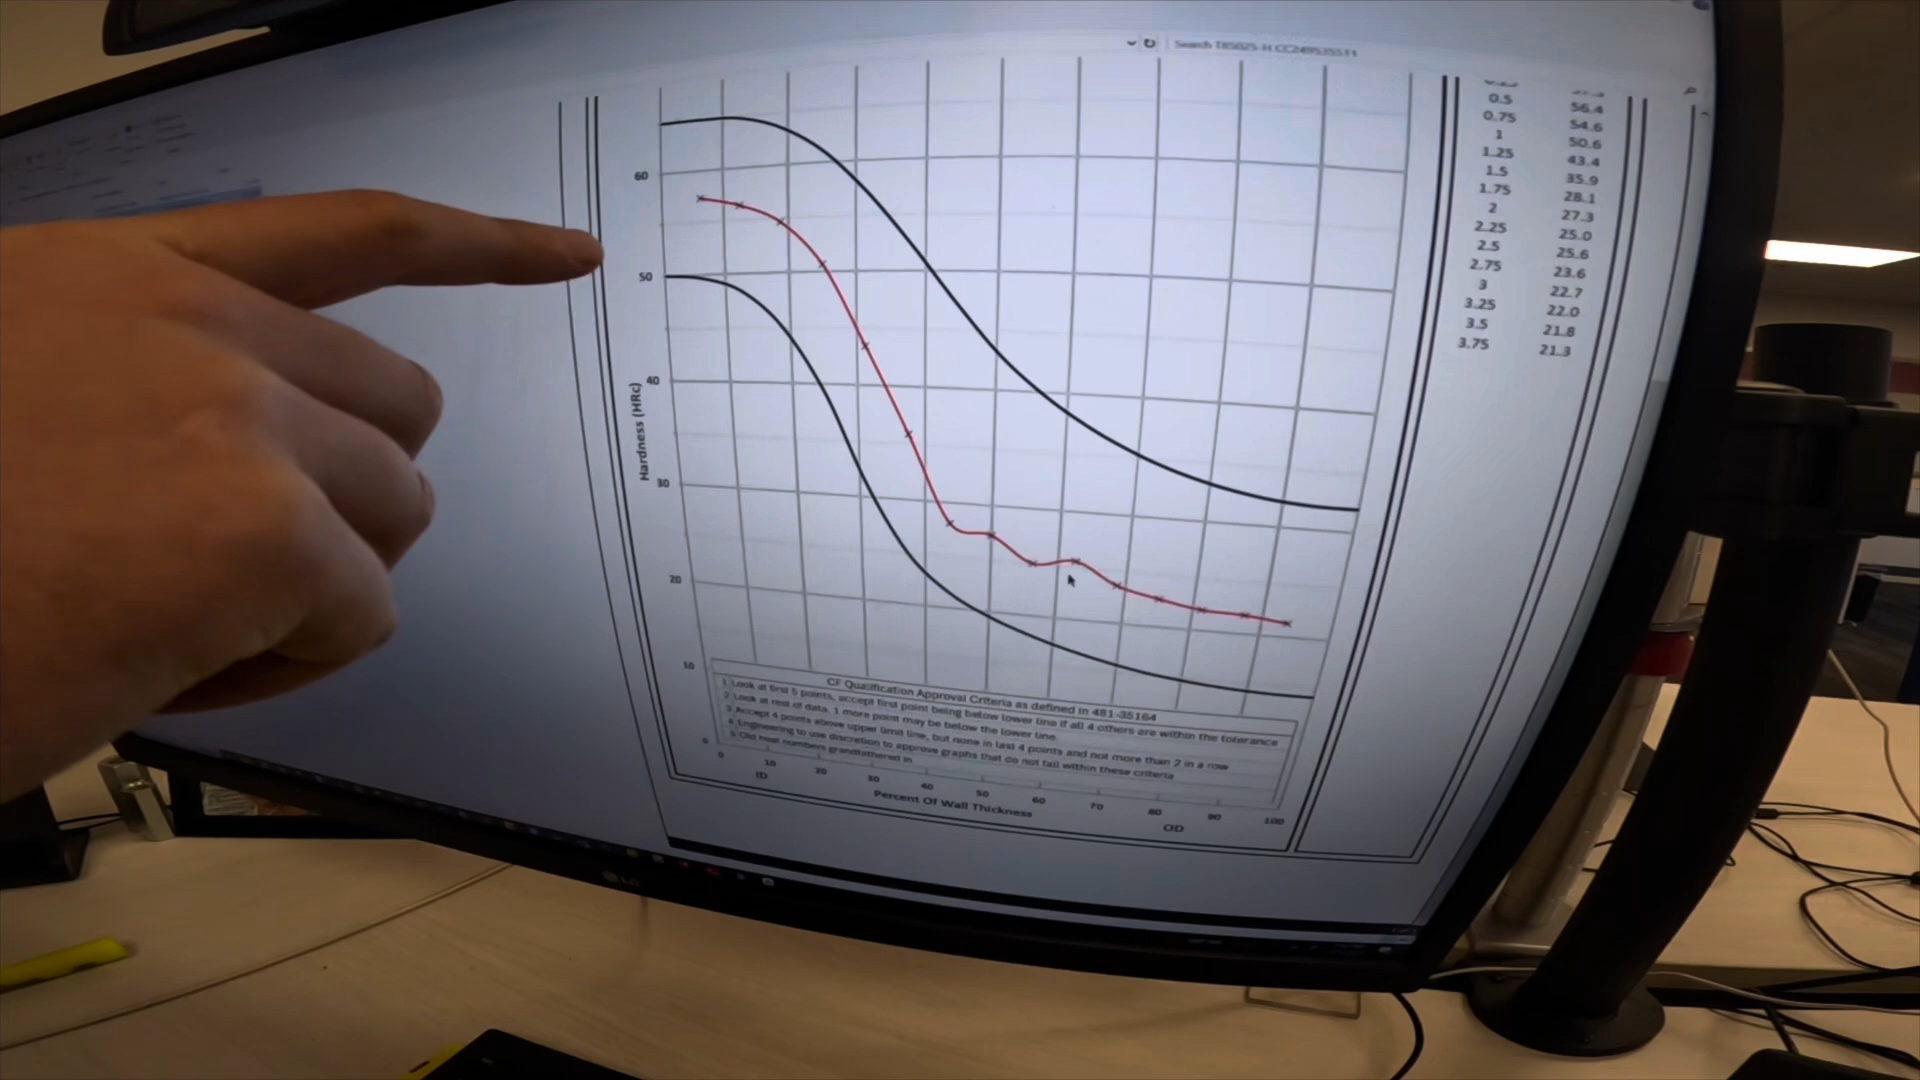 Search T85025-H CC249535511
60
50
40
30
20
10
0
Hardness (HRc)
CF Qualification Approval Criteria as defined in 481-35164
1 Look at first 5 points, accept first point being below lower line if all 4 others are within the tolerance
2 Look at rest of data. 1 more point may be below the lower line.
3 Accept 4 points above upper limit line, but none in last 4 points and not more than 2 in a row
4 Engineering to use discretion to approve graphs that do not fall within these criteria
5 Old heat numbers grandfathered in
0 10 20 30 40 50 60 70 80 90 100
ID
OD
Percent Of Wall Thickness
0.5 56.4
0.75 54.6
1 50.6
1.25 43.4
1.5 35.9
1.75 28.1
2 27.3
2.25 25.0
2.5 25.6
2.75 23.6
3 22.7
3.25 22.0
3.5 21.8
3.75 21.3
LG